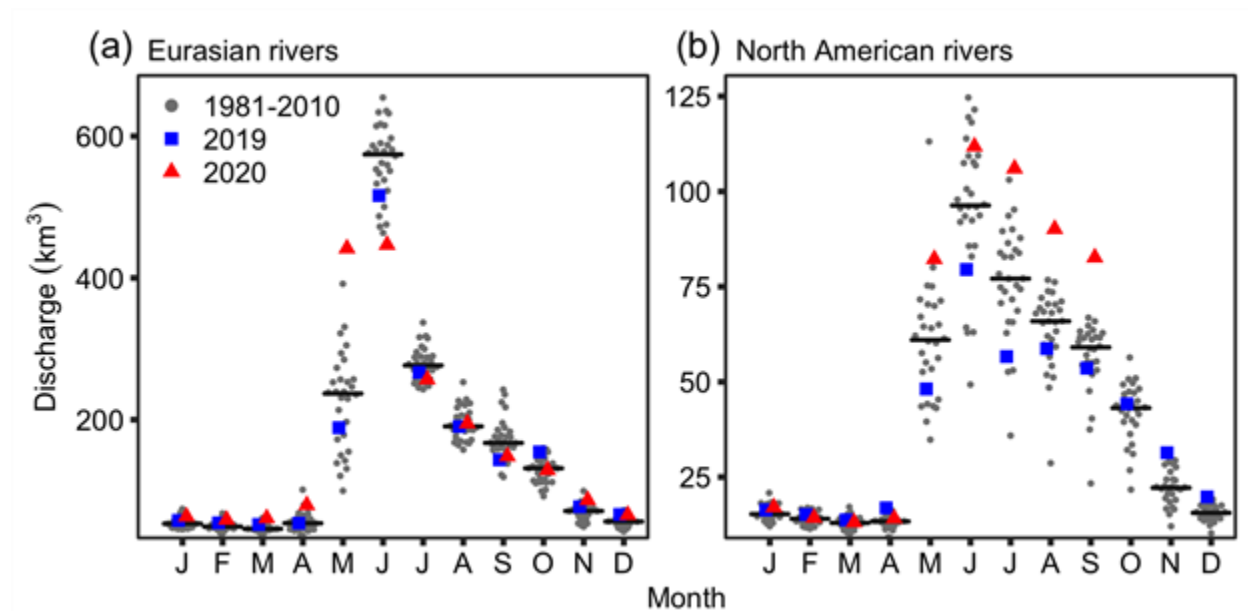 (a) Eurasian rivers
(b) North American rivers
1981-2010
2019
2020
600
400
200
125
100
75
50
25
Discharge (km³)
J F M A M J J A S O N D
J F M A M J J A S O N D
Month